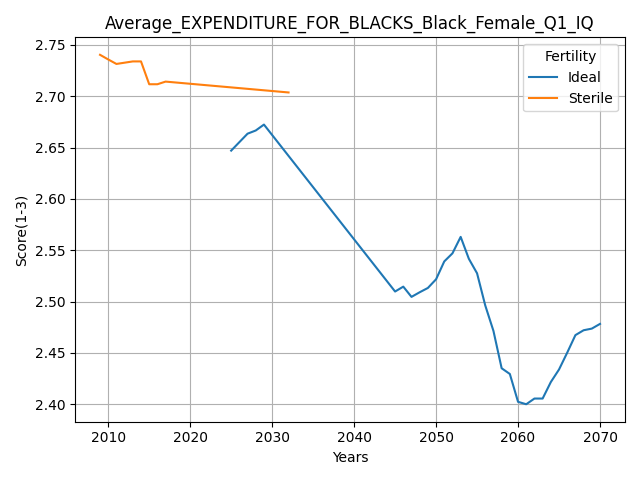 Average_EXPENDITURE_FOR_BLACKS_Black_Female_Q1_IQ
Fertility
Ideal
Sterile
Score(1-3)
2.75
2.70
2.65
2.60
2.55
2.50
2.45
2.40
2010 2020 2030 2040 2050 2060 2070
Years